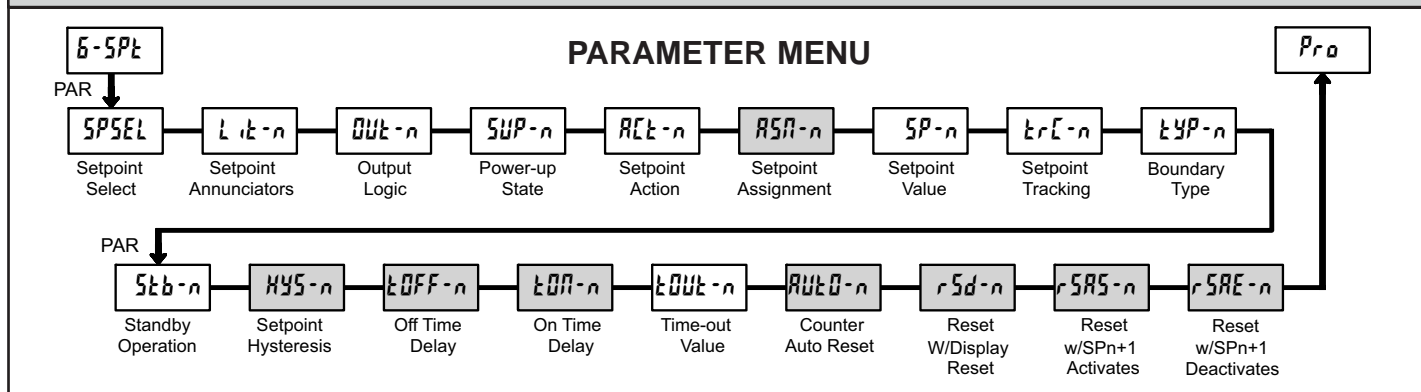 6-SPt
PARAMETER MENU
Pro
PAR
SPSEL
Lit-n
OUt-n
SUP-n
ACt-n
ASN-n
SP-n
trC-n
tYP-n
Setpoint
Select
Setpoint
Annunciators
Output
Logic
Power-up
State
Setpoint
Action
Setpoint
Assignment
Setpoint
Value
Setpoint
Tracking
Boundary
Type
PAR
Stb-n
HYS-n
tOFF-n
tON-n
tOUt-n
AUtO-n
rSd-n
rSAS-n
rSAE-n
Standby
Operation
Setpoint
Hysteresis
Off Time
Delay
On Time
Delay
Time-out
Value
Counter
Auto Reset
Reset
W/Display
Reset
Reset
w/SPn+1
Activates
Reset
w/SPn+1
Deactivates